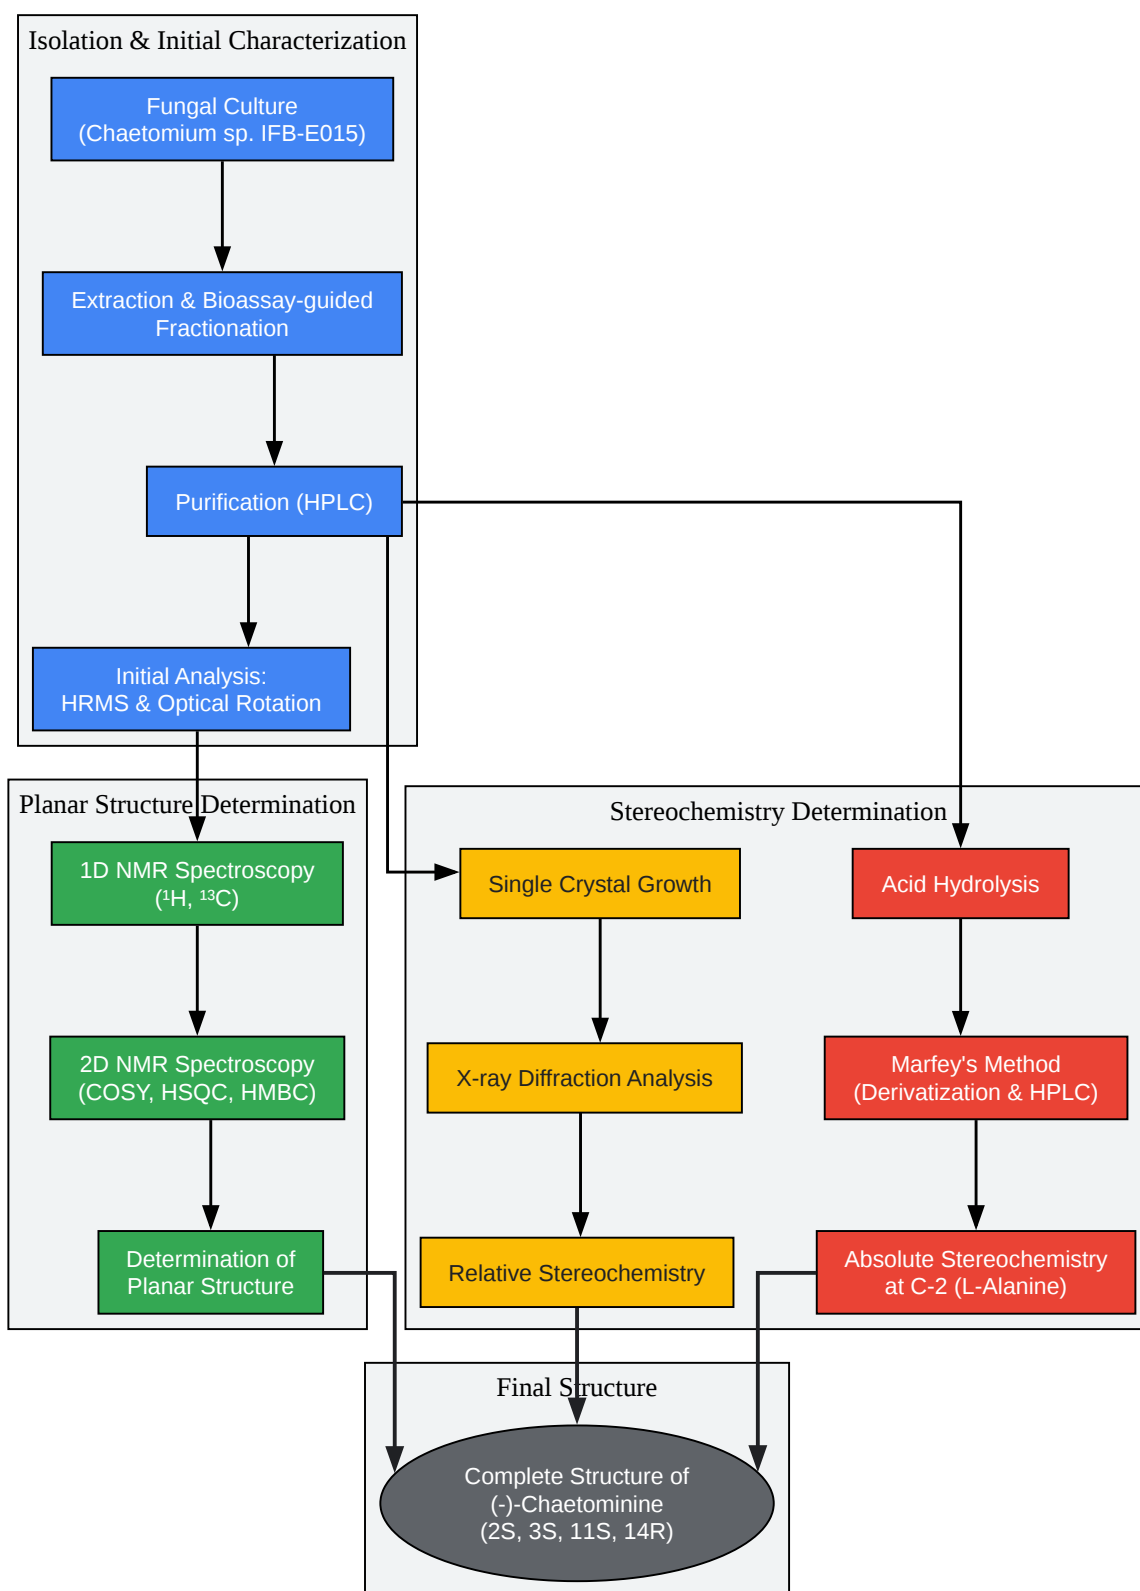 Isolation & Initial Characterization
Fungal Culture
(Chaetomium sp. IFB-E015)
Extraction & Bioassay-guided
Fractionation
Purification (HPLC)
Initial Analysis:
HRMS & Optical Rotation
Planar Structure Determination
1D NMR Spectroscopy
(¹H, ¹³C)
2D NMR Spectroscopy
(COSY, HSQC, HMBC)
Determination of
Planar Structure
Stereochemistry Determination
Single Crystal Growth
X-ray Diffraction Analysis
Relative Stereochemistry
Acid Hydrolysis
Marfey's Method
(Derivatization & HPLC)
Absolute Stereochemistry
at C-2 (L-Alanine)
Final Structure
Complete Structure of
(-)-Chaetominine
(2S, 3S, 11S, 14R)